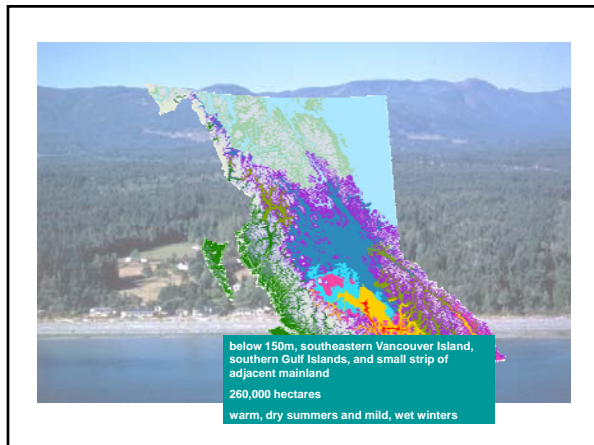 below 150m, southeastern Vancouver Island,
southern Gulf Islands, and small strip of
adjacent mainland
260,000 hectares
warm, dry summers and mild, wet winters